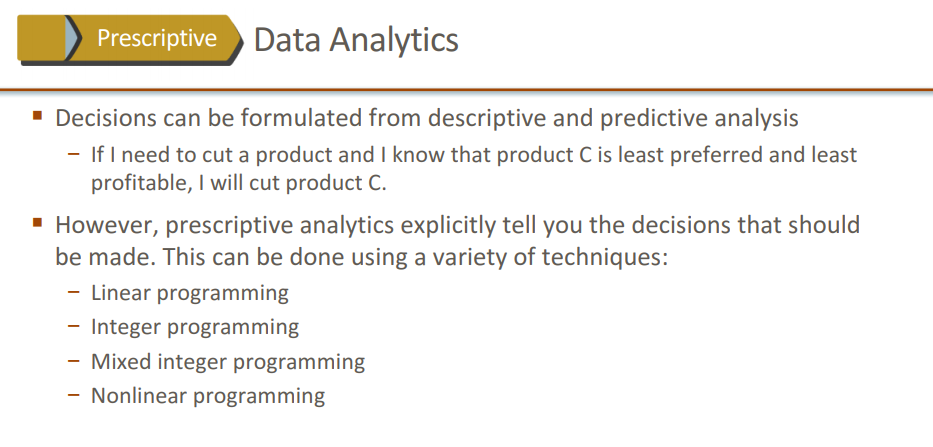 Prescriptive Data Analytics
▪ Decisions can be formulated from descriptive and predictive analysis
– If I need to cut a product and I know that product C is least preferred and least
profitable, I will cut product C.
▪ However, prescriptive analytics explicitly tell you the decisions that should
be made. This can be done using a variety of techniques:
– Linear programming
– Integer programming
– Mixed integer programming
– Nonlinear programming